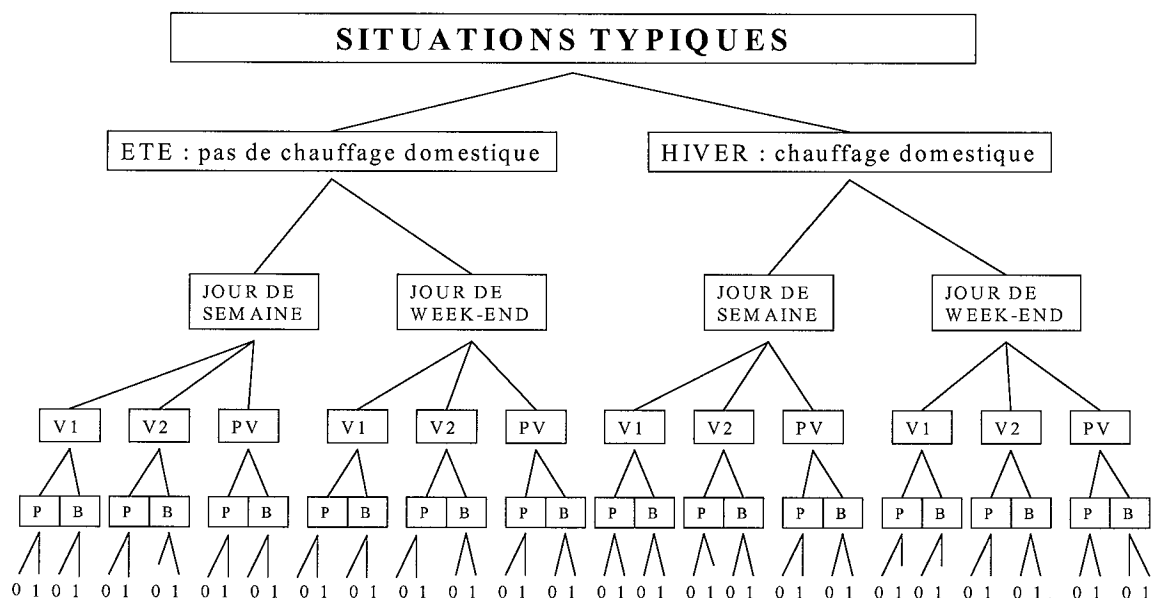 SITUATIONS TYPIQUES
ETE : pas de chauffage domestique HIVER : chauffage domestique
JOUR DE SEMAINE JOUR DE WEEK-END JOUR DE SEMAINE JOUR DE WEEK-END
V1 V2 PV V1 V2 PV V1 V2 PV V1 V2 PV
P B P B P B P B P B P B P B P B P B P B P B P B
0 1 0 1 0 1 0 1 0 1 0 1 0 1 0 1 0 1 0 1 0 1 0 1 0 1 0 1 0 1 0 1 0 1 0 1 0 1 0 1 0 1 0 1 0 1 0 1